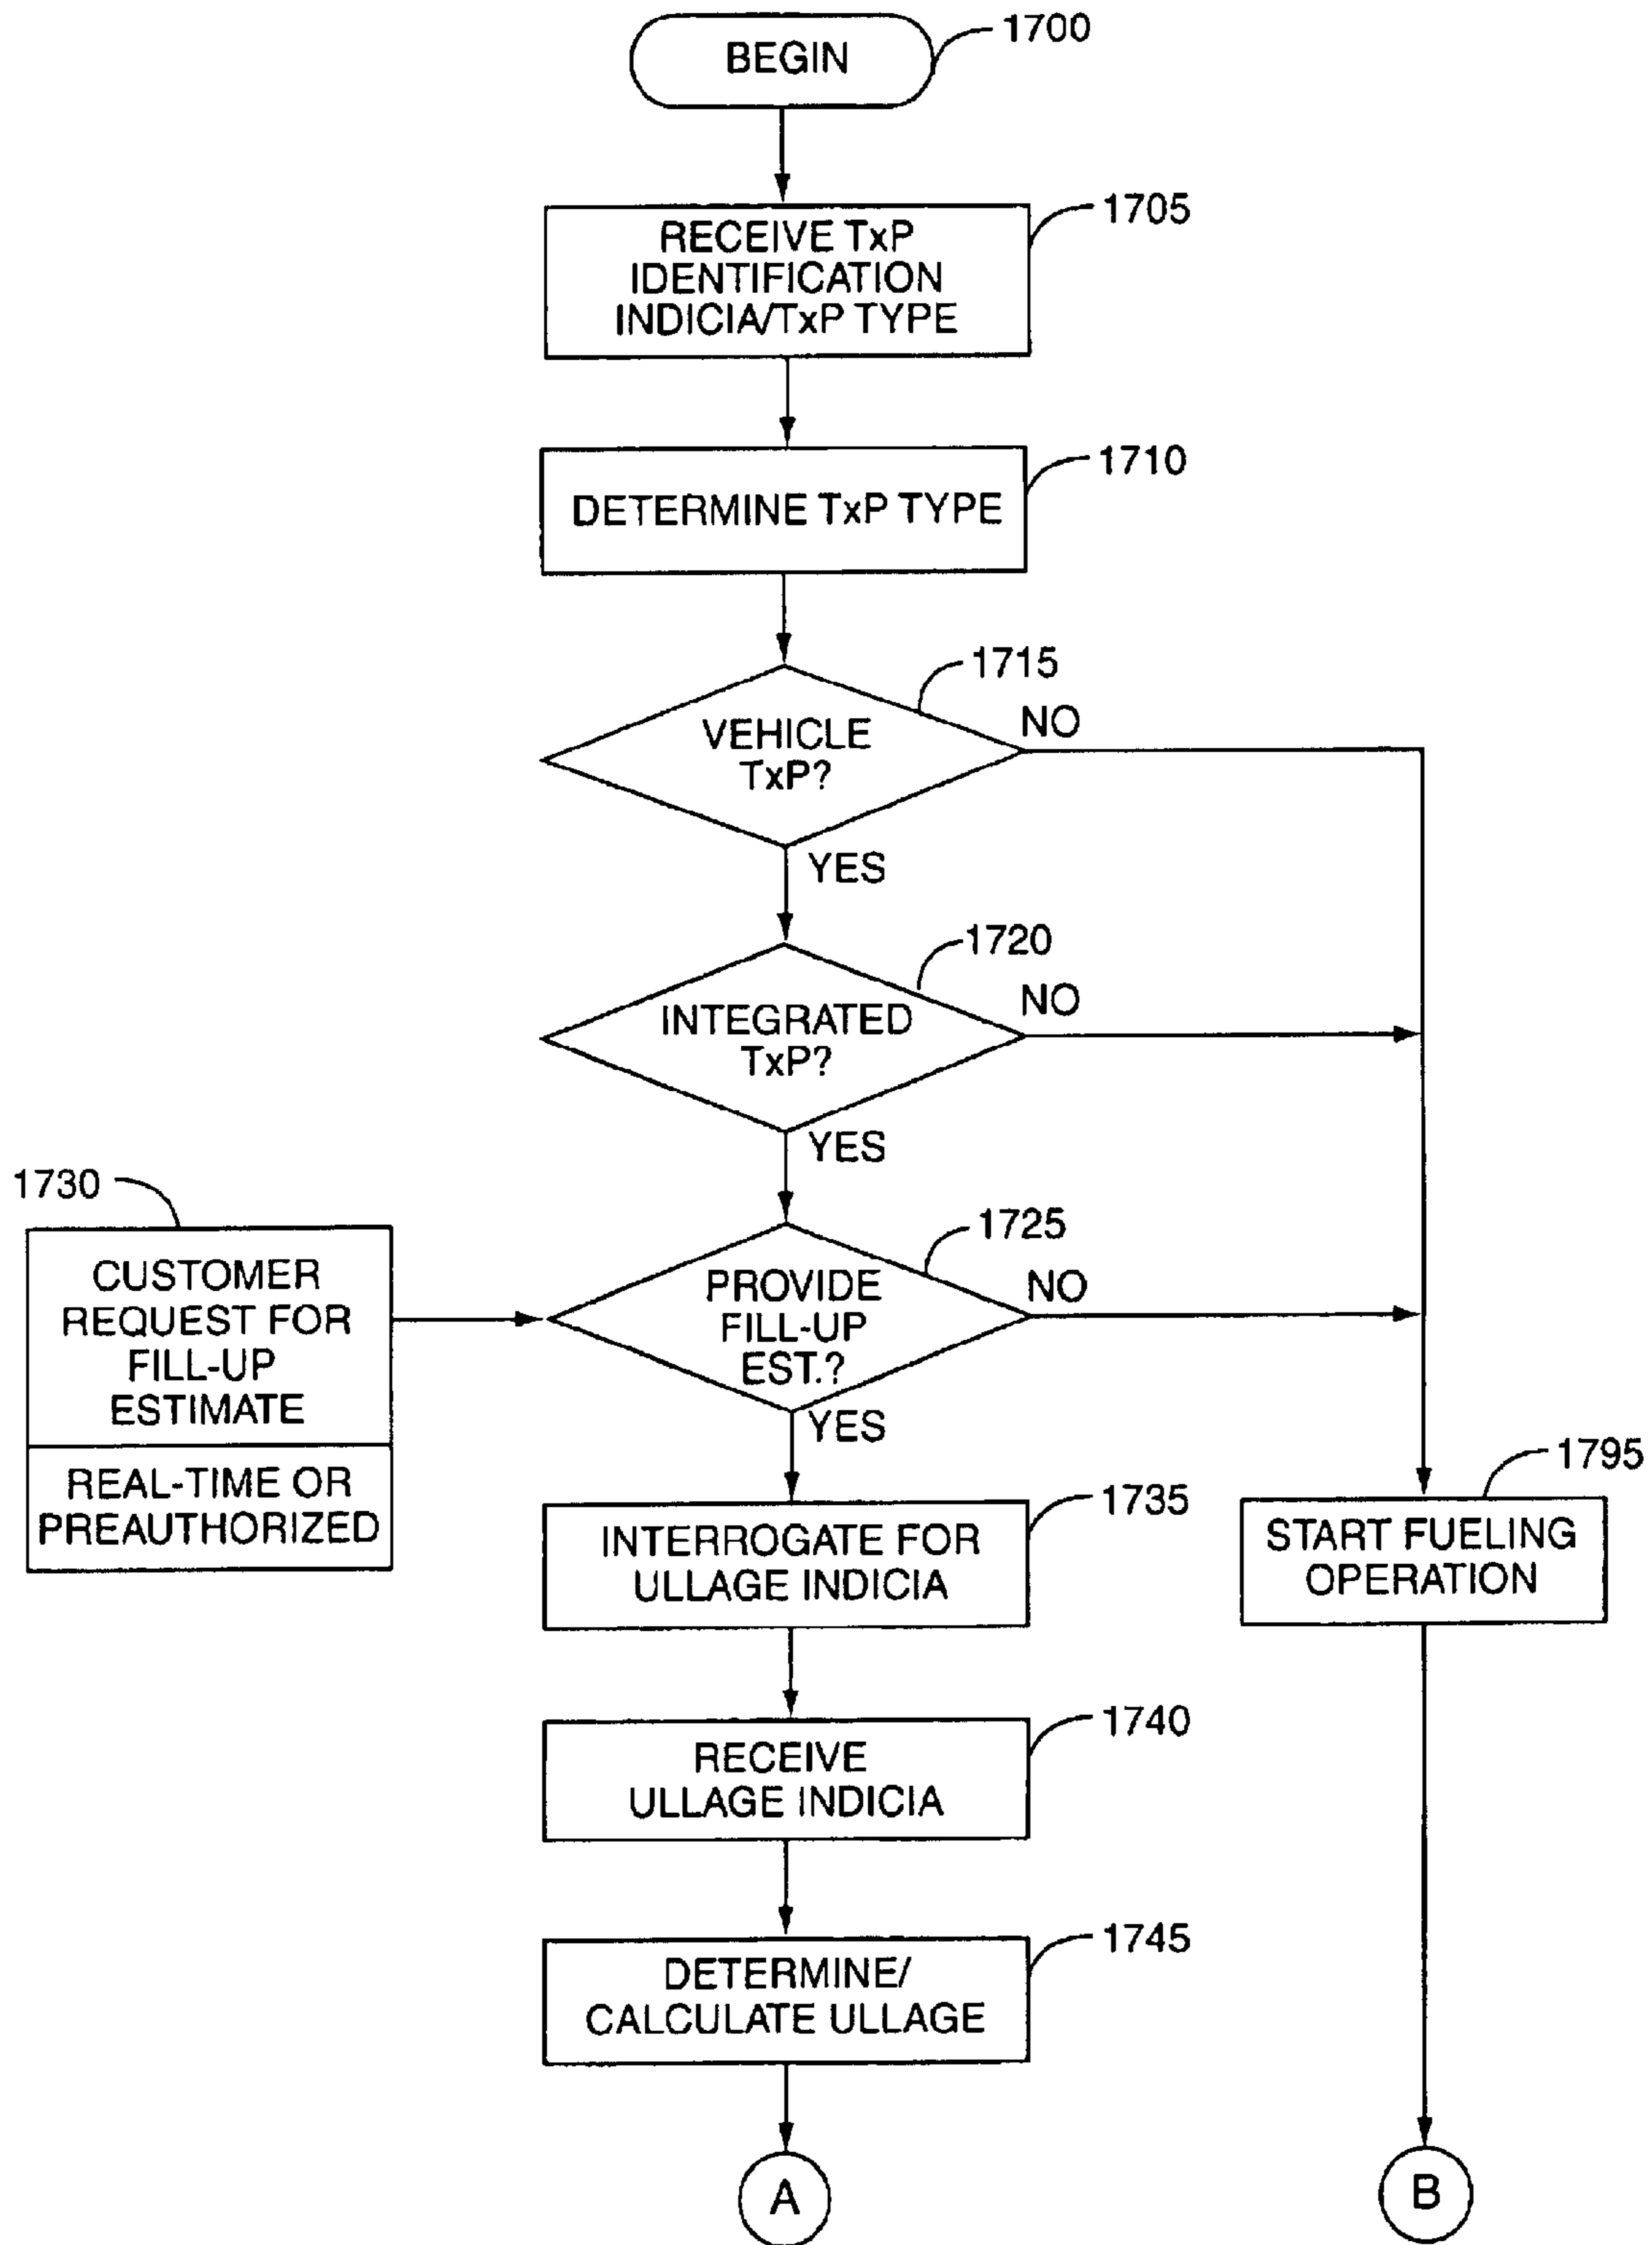 BEGIN
1700
RECEIVE TxP
IDENTIFICATION
INDICIA/TxP TYPE
1705
DETERMINE TxP TYPE
1710
VEHICLE
TxP?
1715
NO
YES
INTEGRATED
TxP?
1720
NO
YES
1730
CUSTOMER
REQUEST FOR
FILL-UP
ESTIMATE
REAL-TIME OR
PREAUTHORIZED
PROVIDE
FILL-UP
EST.?
1725
NO
YES
INTERROGATE FOR
ULLAGE INDICIA
1735
START FUELING
OPERATION
1795
RECEIVE
ULLAGE INDICIA
1740
DETERMINE/
CALCULATE ULLAGE
1745
A
B